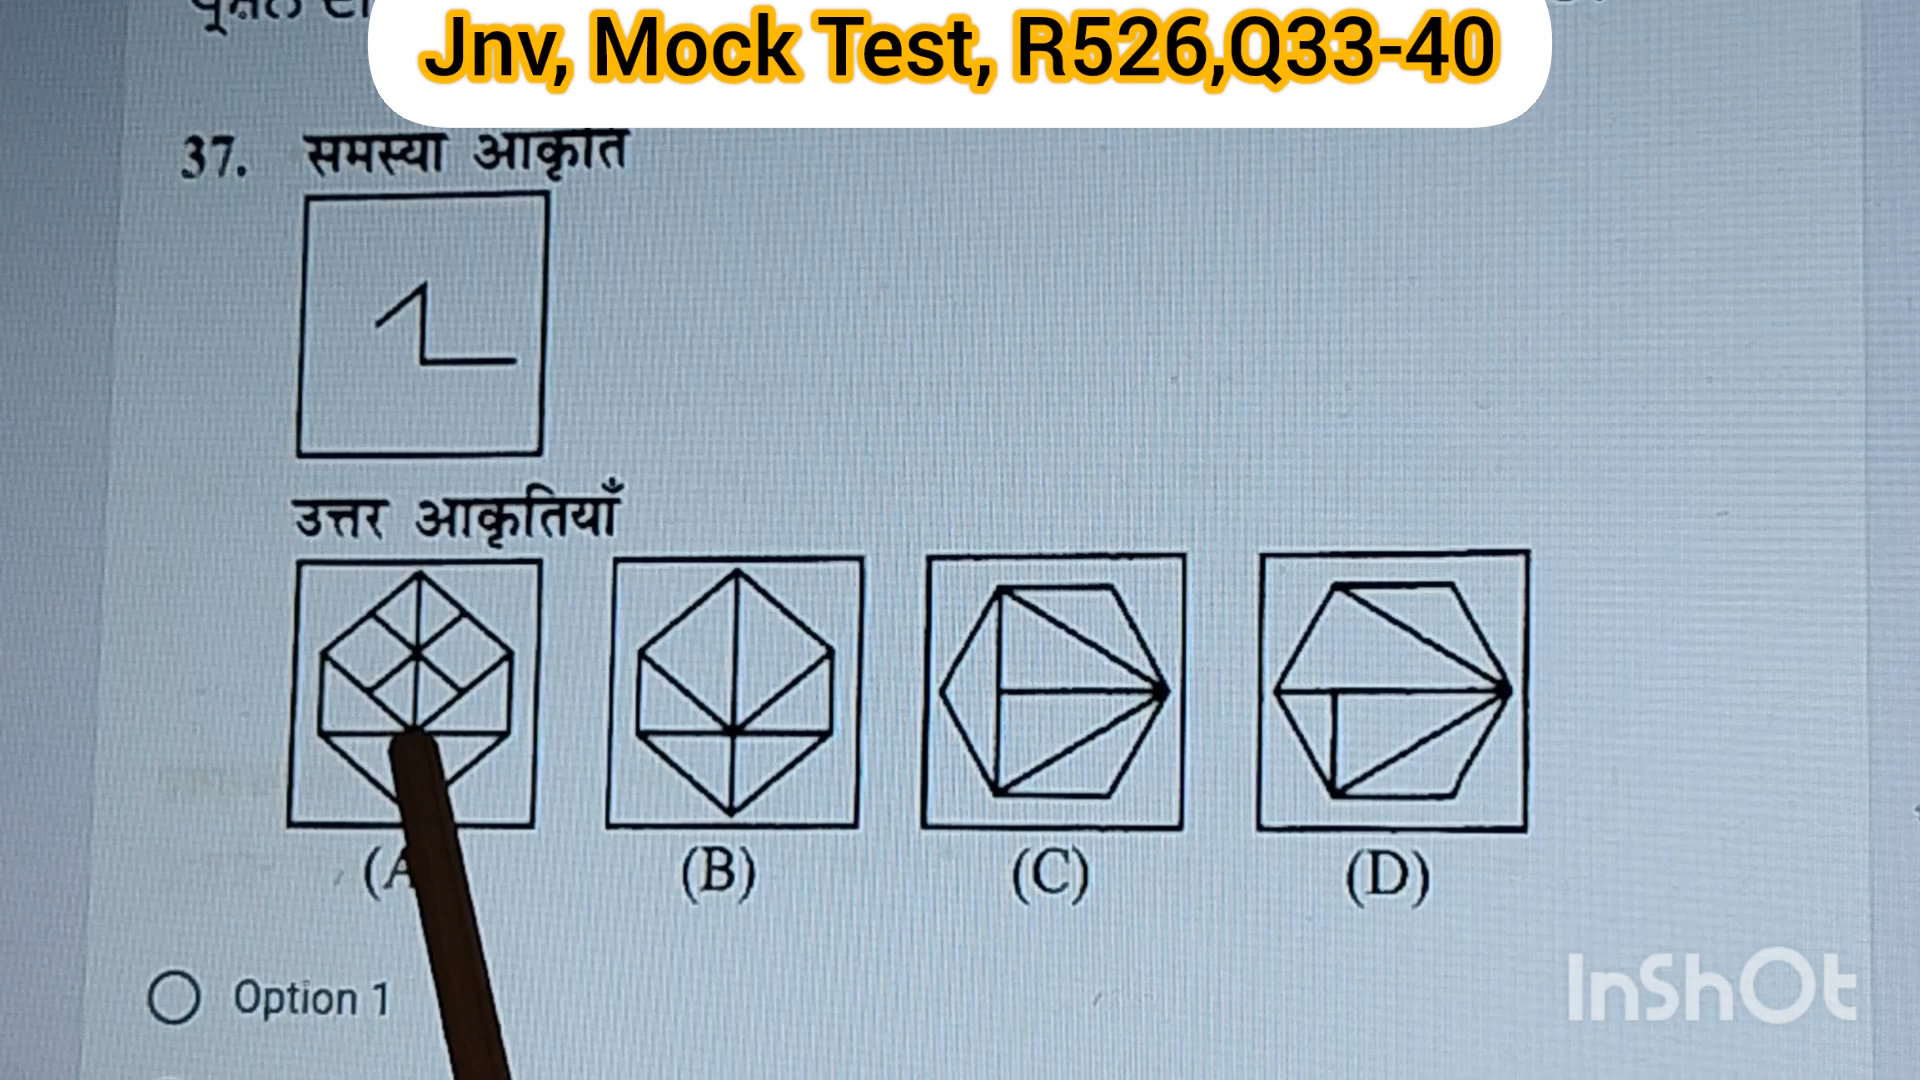 Jnv, Mock Test, R526,Q33-40
37. समस्या आकृति
उत्तर आकृतियाँ
(A
(B)
(C)
(D)
Option 1
InShOt